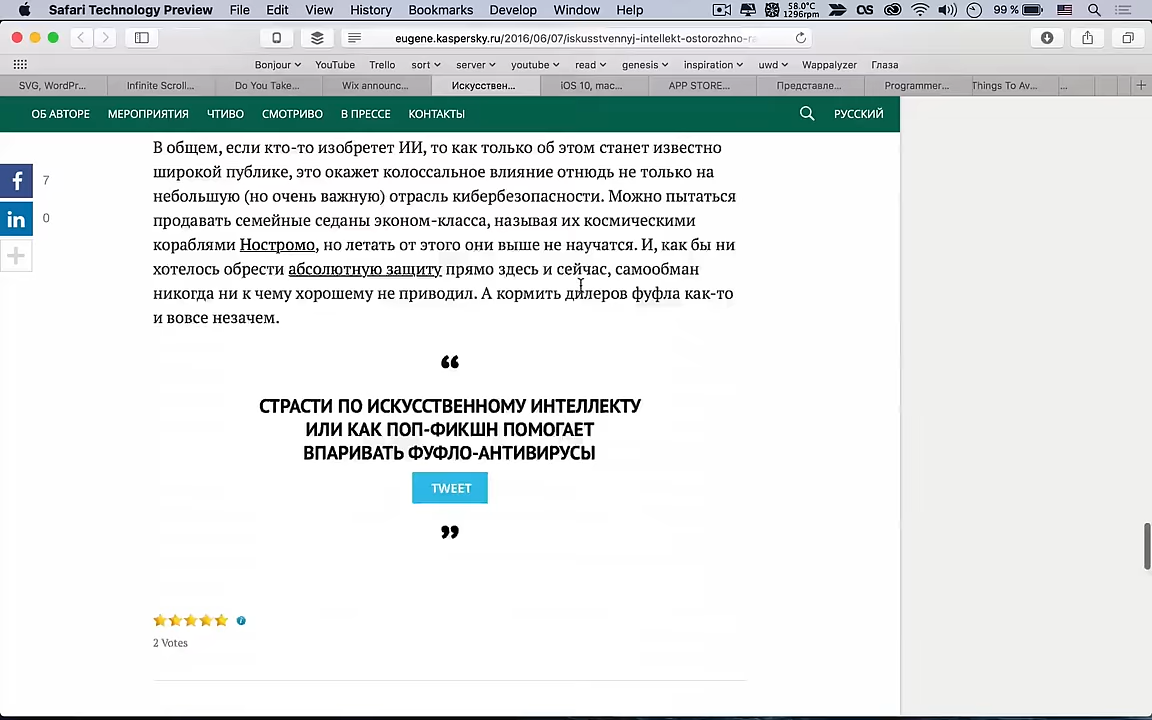 Safari Technology Preview File Edit View History Bookmarks Develop Window Help 58.0°C 1296rpm 99 %
eugene.kaspersky.ru/2016/06/07/iskusstvennyj-intellekt-ostorozhno-
Bonjour YouTube Trello sort server youtube read genesis inspiration uwd Wappalyzer Глаза
SVG, WordPr... Infinite Scroll... Do You Take... Wix announc... Искусствен... iOS 10, mac... APP STORE... Представле... Programmer... Things To Av... ...
ОБ АВТОРЕ МЕРОПРИЯТИЯ ЧТИВО СМОТРИВО В ПРЕССЕ КОНТАКТЫ РУССКИЙ
7
0
В общем, если кто-то изобретет ИИ, то как только об этом станет известно
широкой публике, это окажет колоссальное влияние отнюдь не только на
небольшую (но очень важную) отрасль кибербезопасности. Можно пытаться
продавать семейные седаны эконом-класса, называя их космическими
кораблями Ностромо, но летать от этого они выше не научатся. И, как бы ни
хотелось обрести абсолютную защиту прямо здесь и сейчас, самообман
никогда ни к чему хорошему не приводил. А кормить дилеров фуфла как-то
и вовсе незачем.
“
СТРАСТИ ПО ИСКУССТВЕННОМУ ИНТЕЛЛЕКТУ
ИЛИ КАК ПОП-ФИКШН ПОМОГАЕТ
ВПАРИВАТЬ ФУФЛО-АНТИВИРУСЫ
TWEET
”
2 Votes